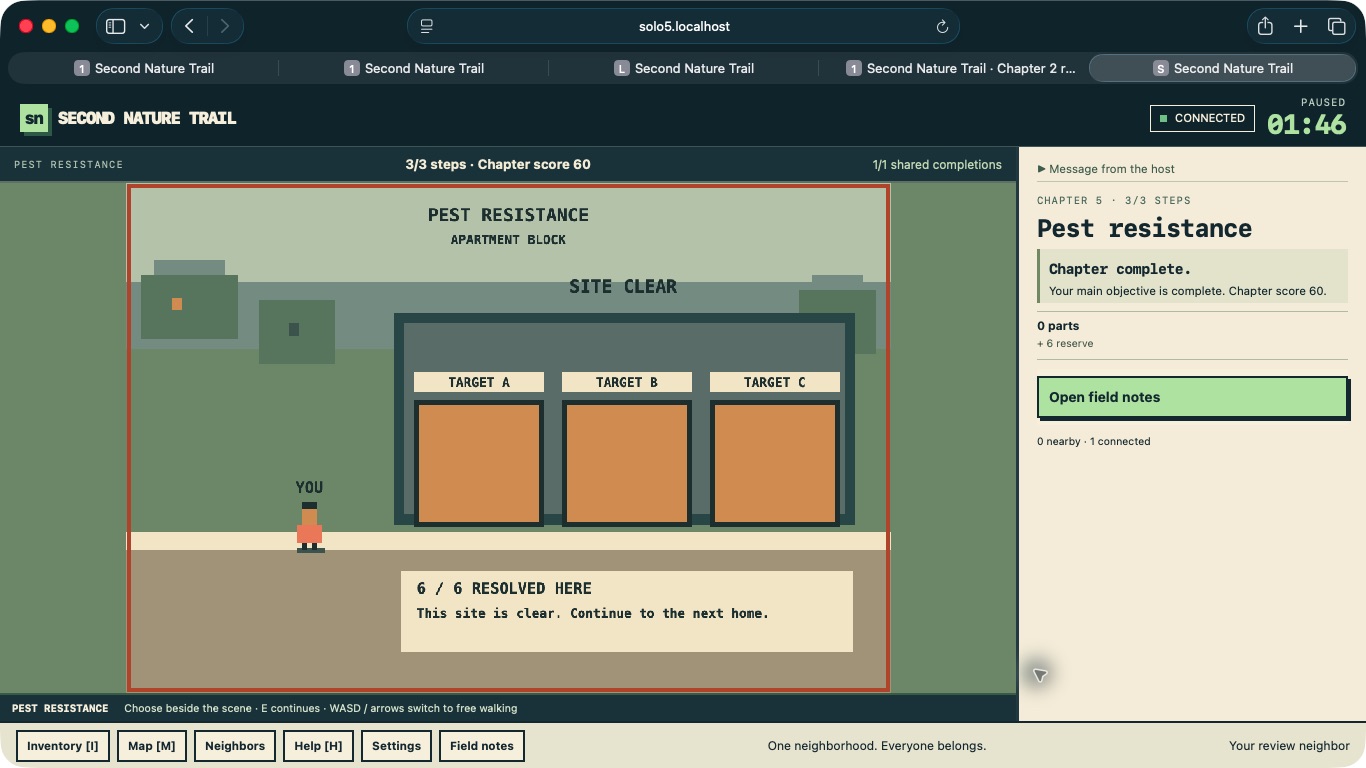 solo5.localhost
1 Second Nature Trail
1 Second Nature Trail
L Second Nature Trail
1 Second Nature Trail · Chapter 2 r...
S Second Nature Trail
sn SECOND NATURE TRAIL
CONNECTED
PAUSED
01:46
PEST RESISTANCE
3/3 steps · Chapter score 60
1/1 shared completions
PEST RESISTANCE
APARTMENT BLOCK
SITE CLEAR
TARGET A
TARGET B
TARGET C
YOU
6 / 6 RESOLVED HERE
This site is clear. Continue to the next home.
Message from the host
CHAPTER 5 · 3/3 STEPS
Pest resistance
Chapter complete.
Your main objective is complete. Chapter score 60.
0 parts
+ 6 reserve
Open field notes
0 nearby · 1 connected
PEST RESISTANCE Choose beside the scene · E continues · WASD / arrows switch to free walking
Inventory [I]
Map [M]
Neighbors
Help [H]
Settings
Field notes
One neighborhood. Everyone belongs.
Your review neighbor